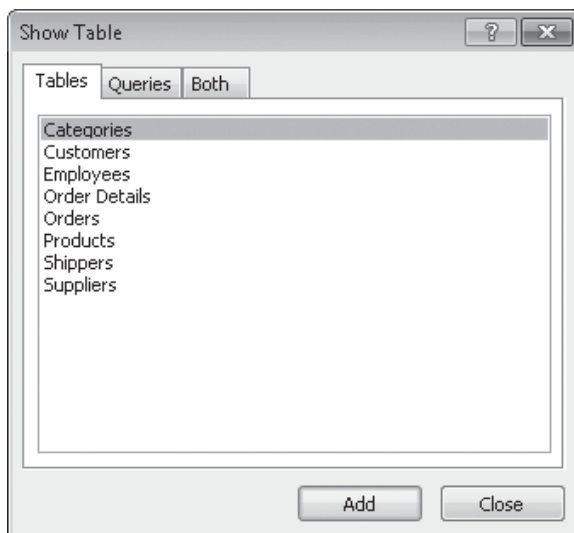 Show Table
?
Tables Queries Both
Categories
Customers
Employees
Order Details
Orders
Products
Shippers
Suppliers
Add Close